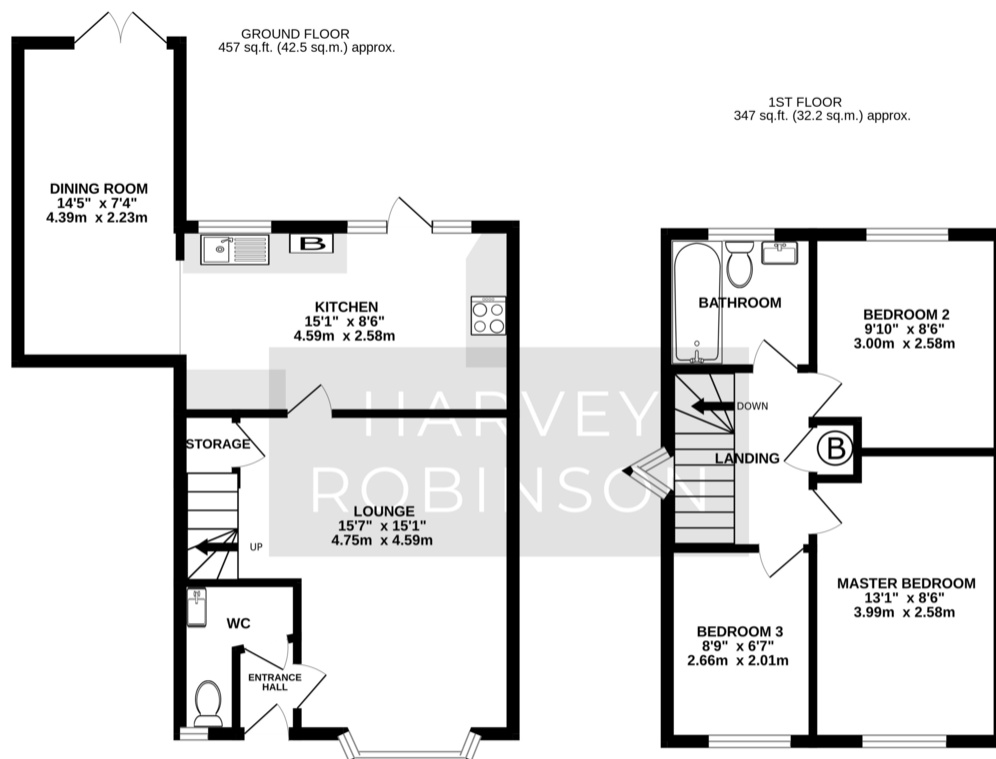 GROUND FLOOR
457 sq.ft. (42.5 sq.m.) approx.
1ST FLOOR
347 sq.ft. (32.2 sq.m.) approx.
DINING ROOM
14'5" x 7'4"
4.39m x 2.23m
B
KITCHEN
15'1" x 8'6"
4.59m x 2.58m
STORAGE
LOUNGE
15'7" x 15'1"
4.75m x 4.59m
UP
WC
ENTRANCE
HALL
BATHROOM
BEDROOM 2
9'10" x 8'6"
3.00m x 2.58m
DOWN
LANDING
B
MASTER BEDROOM
13'1" x 8'6"
3.99m x 2.58m
BEDROOM 3
8'9" x 6'7"
2.66m x 2.01m
HARVEY
ROBINSON